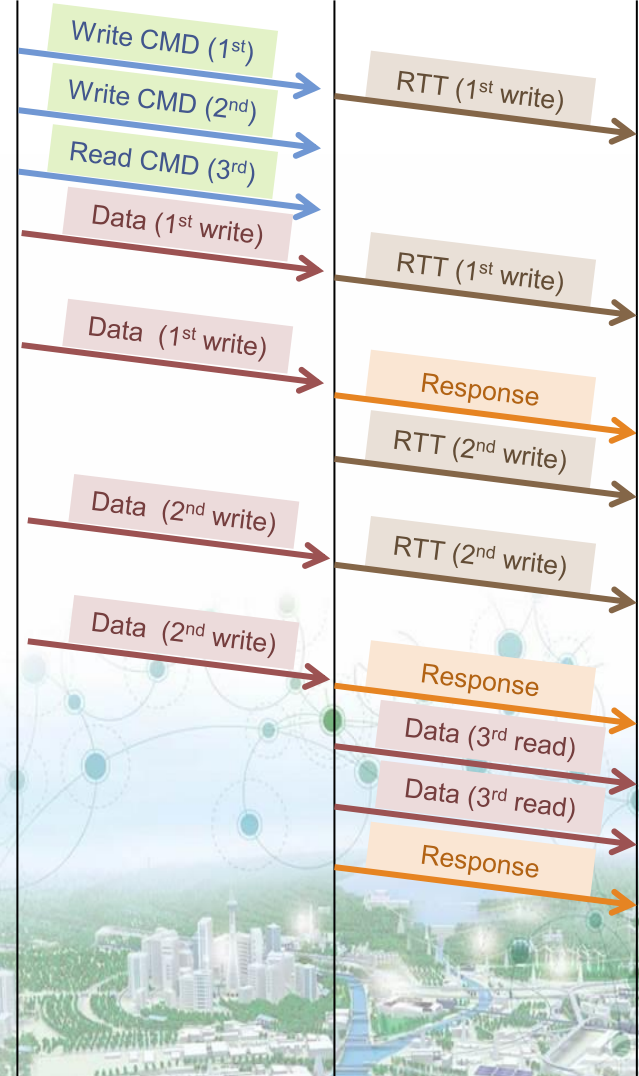 Write CMD (1st)
RTT (1st write)
Write CMD (2nd)
Read CMD (3rd)
Data (1st write)
RTT (1st write)
Data (1st write)
Response
RTT (2nd write)
Data (2nd write)
RTT (2nd write)
Data (2nd write)
Response
Data (3rd read)
Data (3rd read)
Response